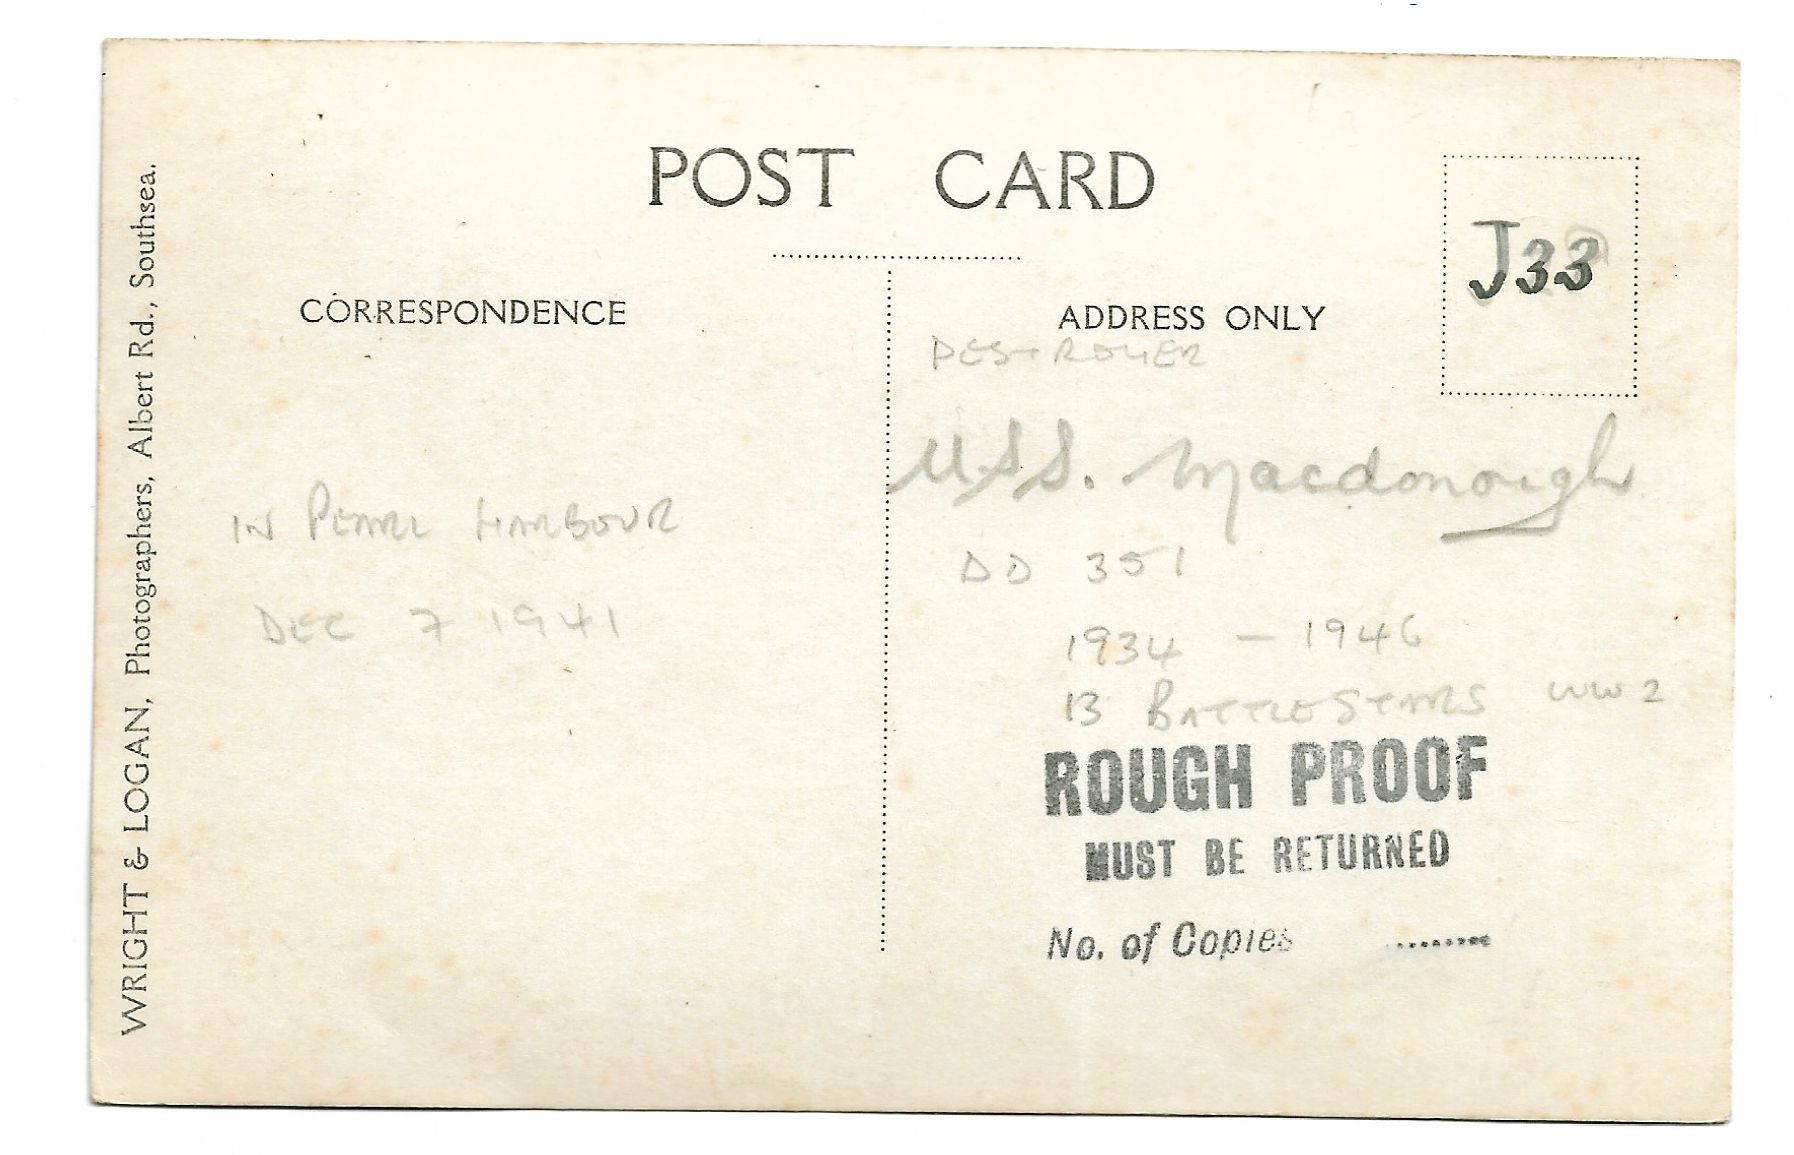 POST CARD
WRIGHT & LOGAN, Photographers, Albert Rd., Southsea.
J33
CORRESPONDENCE
IN PEARL HARBOUR
DEC 7 1941
ADDRESS ONLY
DESTROYER
U.S.S. Macdonough
DD 351
1934 - 1946
13 BATTLESTARS WW2
ROUGH PROOF
MUST BE RETURNED
No. of Copies .........